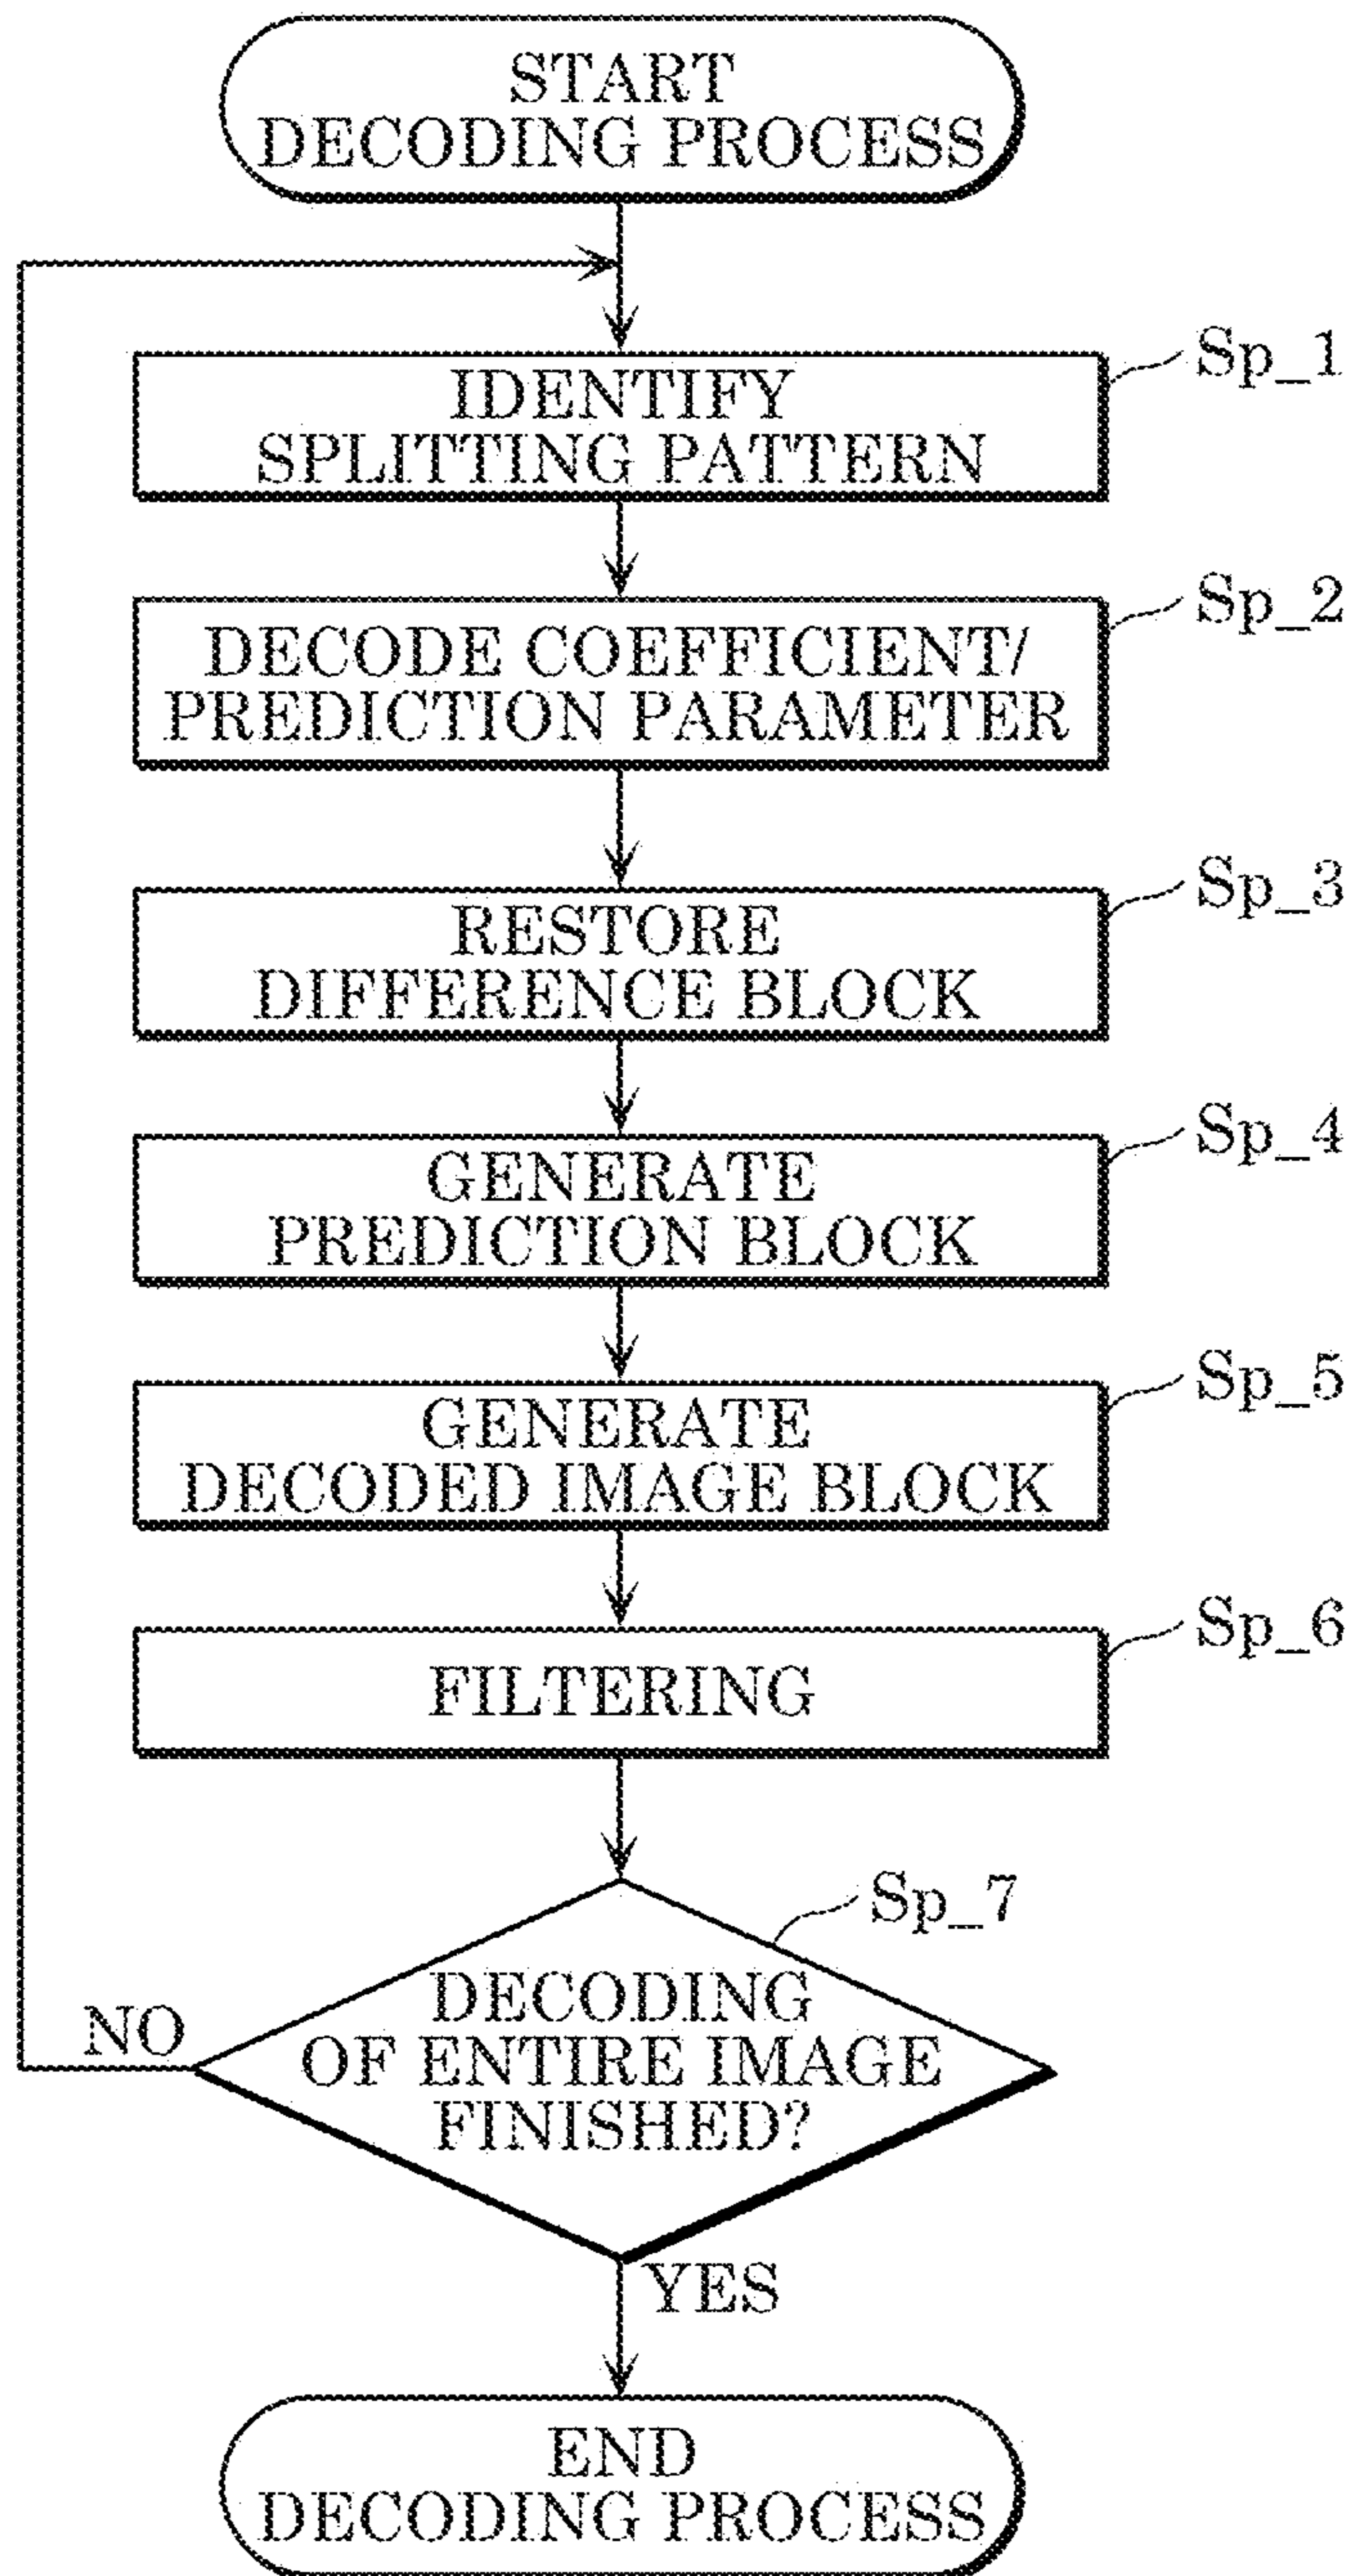 START
DECODING PROCESS
Sp_1
IDENTIFY
SPLITTING PATTERN
Sp_2
DECODE COEFFICIENT/
PREDICTION PARAMETER
Sp_3
RESTORE
DIFFERENCE BLOCK
Sp_4
GENERATE
PREDICTION BLOCK
Sp_5
GENERATE
DECODED IMAGE BLOCK
Sp_6
FILTERING
Sp_7
DECODING
OF ENTIRE IMAGE
FINISHED?
NO
YES
END
DECODING PROCESS